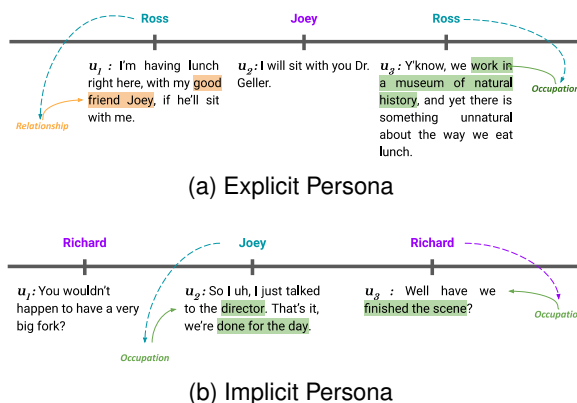 Ross Joey Ross
u₁ : I'm having lunch
right here, with my good
friend Joey, if he'll sit
with me.
u₂: I will sit with you Dr.
Geller.
u₃: Y'know, we work in
a museum of natural
history, and yet there is
something unnatural
about the way we eat
lunch.
Relationship
Occupation
(a) Explicit Persona
Richard Joey Richard
u₁: You wouldn't
happen to have a very
big fork?
u₂: So I uh, I just talked
to the director. That's it,
we're done for the day.
u₃ : Well have we
finished the scene?
Occupation
Occupation
(b) Implicit Persona